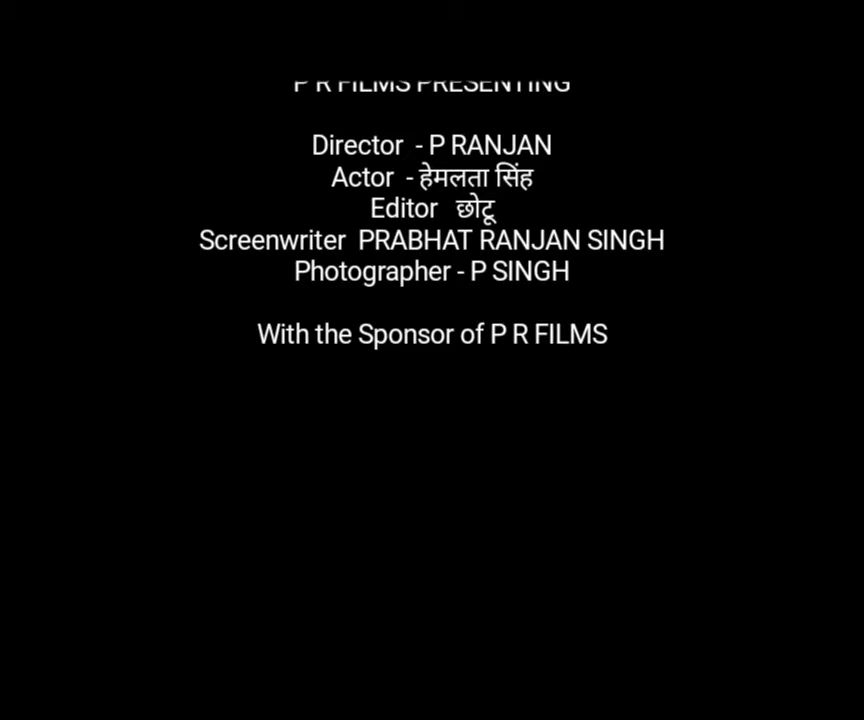 P R FILMS PRESENTING
Director - P RANJAN
Actor - हेमलता सिंह
Editor छोटू
Screenwriter PRABHAT RANJAN SINGH
Photographer - P SINGH
With the Sponsor of P R FILMS